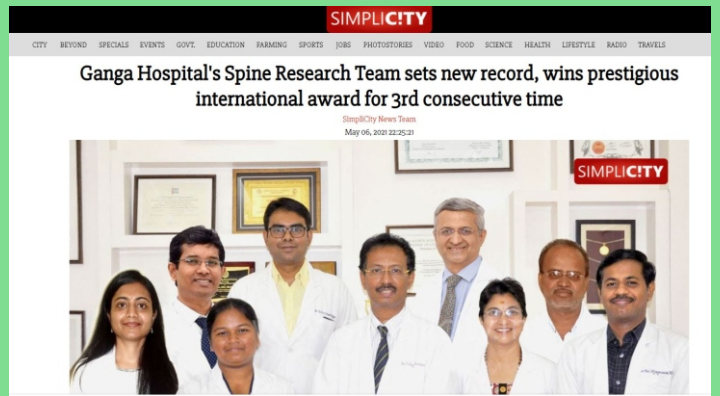 SIMPLIC!TY
CITY BEYOND SPECIALS EVENTS GOVT. EDUCATION FARMING SPORTS JOBS PHOTOSTORIES VIDEO FOOD SCIENCE HEALTH LIFESTYLE RADIO TRAVELS
Ganga Hospital's Spine Research Team sets new record, wins prestigious
international award for 3rd consecutive time
SimpliCity News Team
May 06, 2021 22:25:21
SIMPLIC!TY